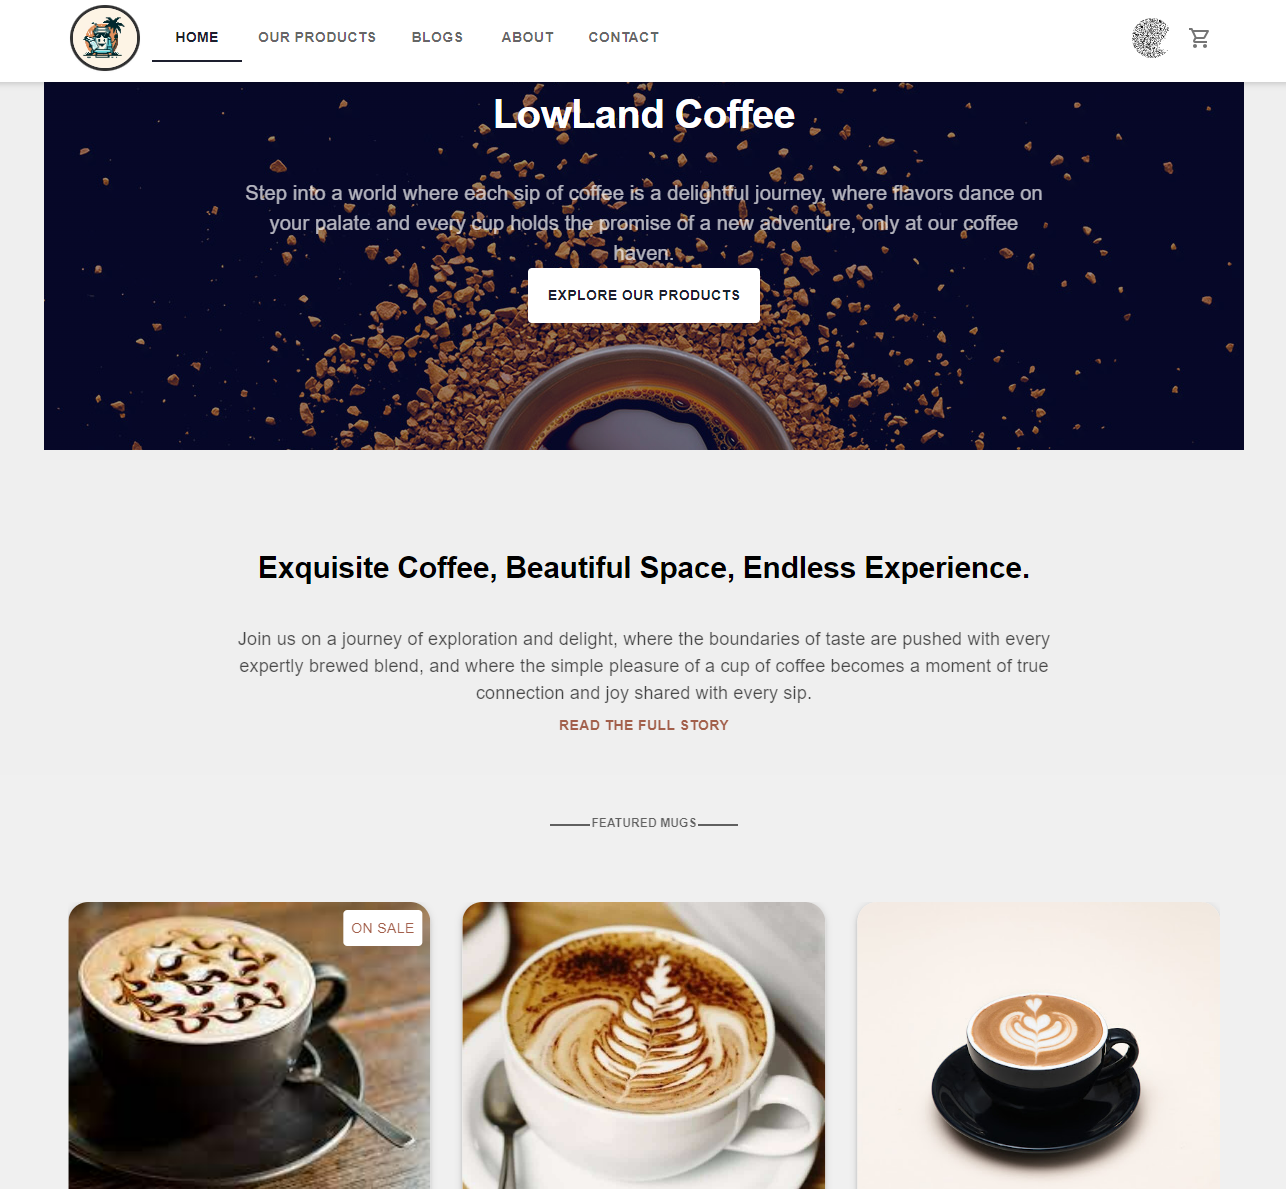 HOME
OUR PRODUCTS
BLOGS
ABOUT
CONTACT
LowLand Coffee
Step into a world where each sip of coffee is a delightful journey, where flavors dance on
your palate and every cup holds the promise of a new adventure, only at our coffee
haven.
EXPLORE OUR PRODUCTS
Exquisite Coffee, Beautiful Space, Endless Experience.
Join us on a journey of exploration and delight, where the boundaries of taste are pushed with every
expertly brewed blend, and where the simple pleasure of a cup of coffee becomes a moment of true
connection and joy shared with every sip.
READ THE FULL STORY
FEATURED MUGS
ON SALE